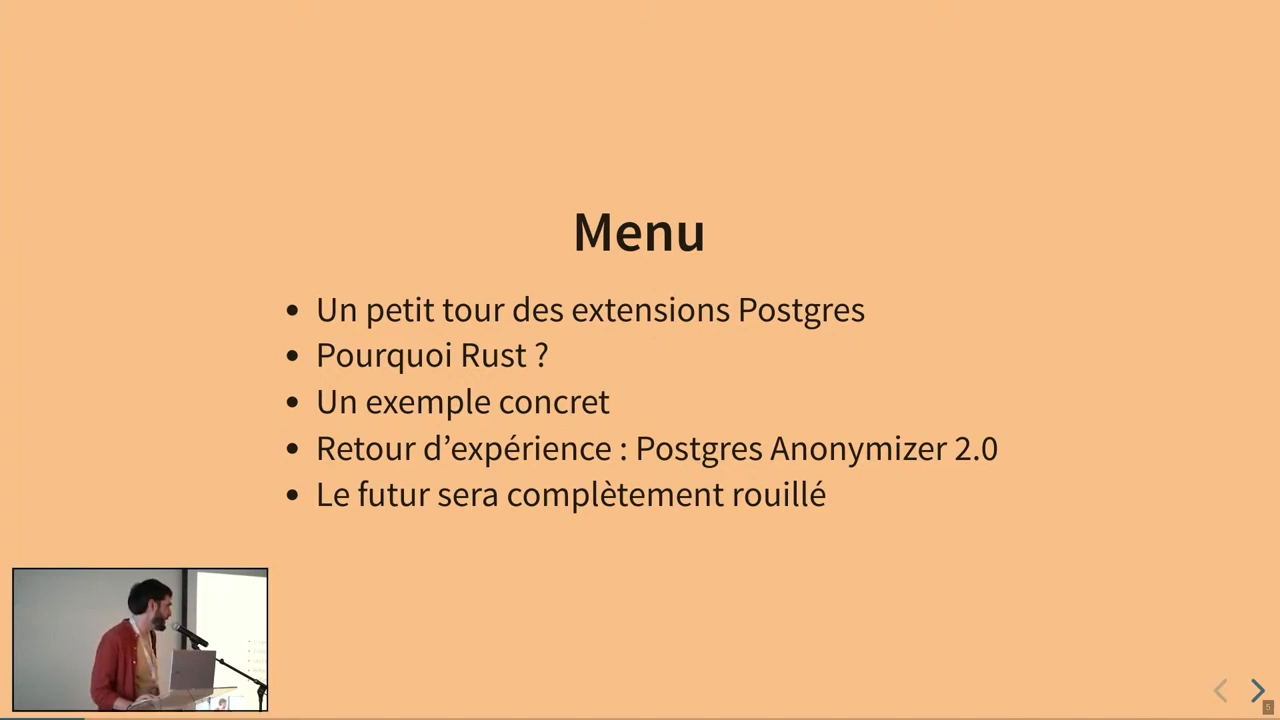 Menu
Un petit tour des extensions Postgres
Pourquoi Rust ?
Un exemple concret
Retour d’expérience : Postgres Anonymizer 2.0
Le futur sera complètement rouillé
5